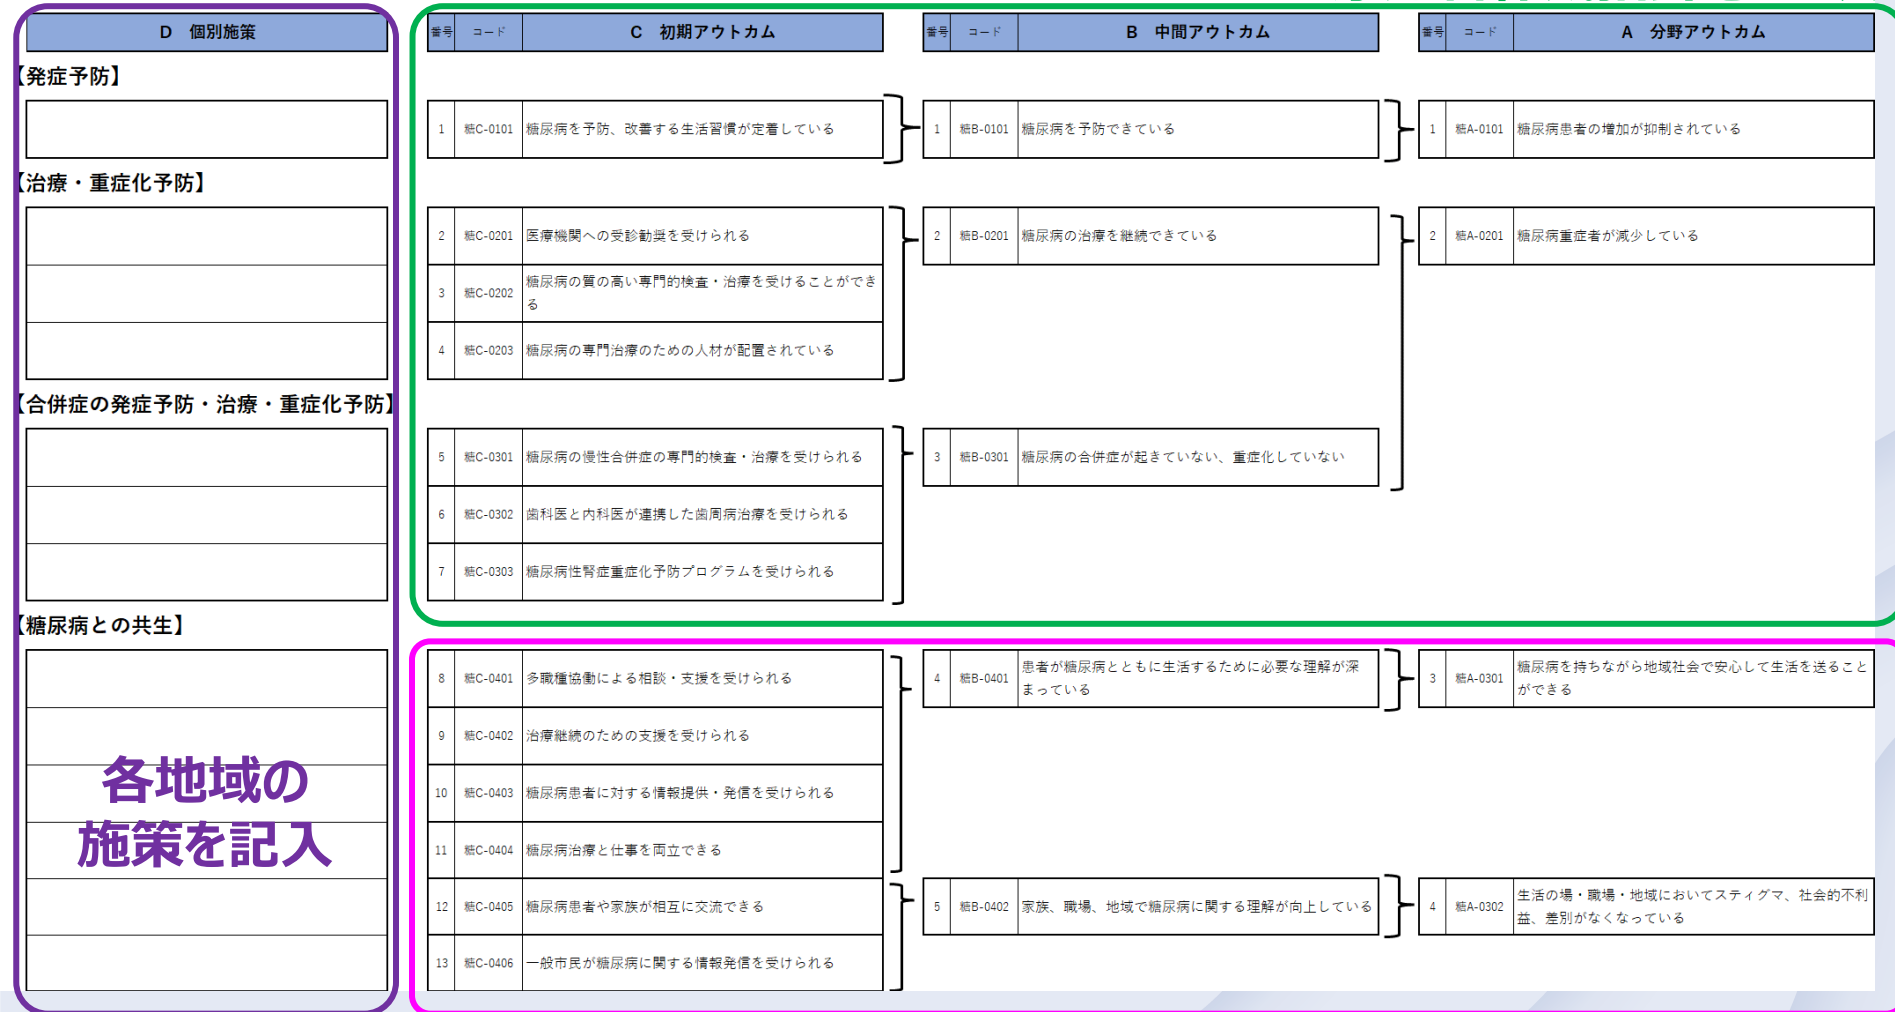 D 個別施策
番号 コード C 初期アウトカム
番号 コード B 中間アウトカム
番号 コード A 分野アウトカム
【発症予防】
1 糖C-0101 糖尿病を予防、改善する生活習慣が定着している
1 糖B-0101 糖尿病を予防できている
1 糖A-0101 糖尿病患者の増加が抑制されている
【治療・重症化予防】
2 糖C-0201 医療機関への受診勧奨を受けられる
2 糖B-0201 糖尿病の治療を継続できている
2 糖A-0201 糖尿病重症者が減少している
3 糖C-0202 糖尿病の質の高い専門的検査・治療を受けることができ
る
4 糖C-0203 糖尿病の専門治療のための人材が配置されている
【合併症の発症予防・治療・重症化予防】
5 糖C-0301 糖尿病の慢性合併症の専門的検査・治療を受けられる
3 糖B-0301 糖尿病の合併症が起きていない、重症化していない
6 糖C-0302 歯科医と内科医が連携した歯周病治療を受けられる
7 糖C-0303 糖尿病性腎症重症化予防プログラムを受けられる
【糖尿病との共生】
8 糖C-0401 多職種協働による相談・支援を受けられる
4 糖B-0401 患者が糖尿病とともに生活するために必要な理解が深
まっている
3 糖A-0301 糖尿病を持ちながら地域社会で安心して生活を送ること
ができる
9 糖C-0402 治療継続のための支援を受けられる
10 糖C-0403 糖尿病患者に対する情報提供・発信を受けられる
11 糖C-0404 糖尿病治療と仕事を両立できる
各地域の
施策を記入
12 糖C-0405 糖尿病患者や家族が相互に交流できる
5 糖B-0402 家族、職場、地域で糖尿病に関する理解が向上している
4 糖A-0302 生活の場・職場・地域においてスティグマ、社会的不利
益、差別がなくなっている
13 糖C-0406 一般市民が糖尿病に関する情報発信を受けられる